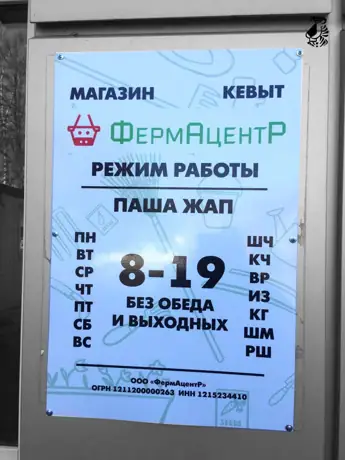 МАГАЗИН КЕВЫТ
ФермАцентР
РЕЖИМ РАБОТЫ
ПАША ЖАП
ПН ШЧ
ВТ КЧ
СР ВР
ЧТ ИЗ
ПТ КГ
СБ ШМ
ВС РШ
8-19
БЕЗ ОБЕДА
И ВЫХОДНЫХ
ООО «ФермАцентР»
ОГРН 1211200000263 ИНН 1215234410